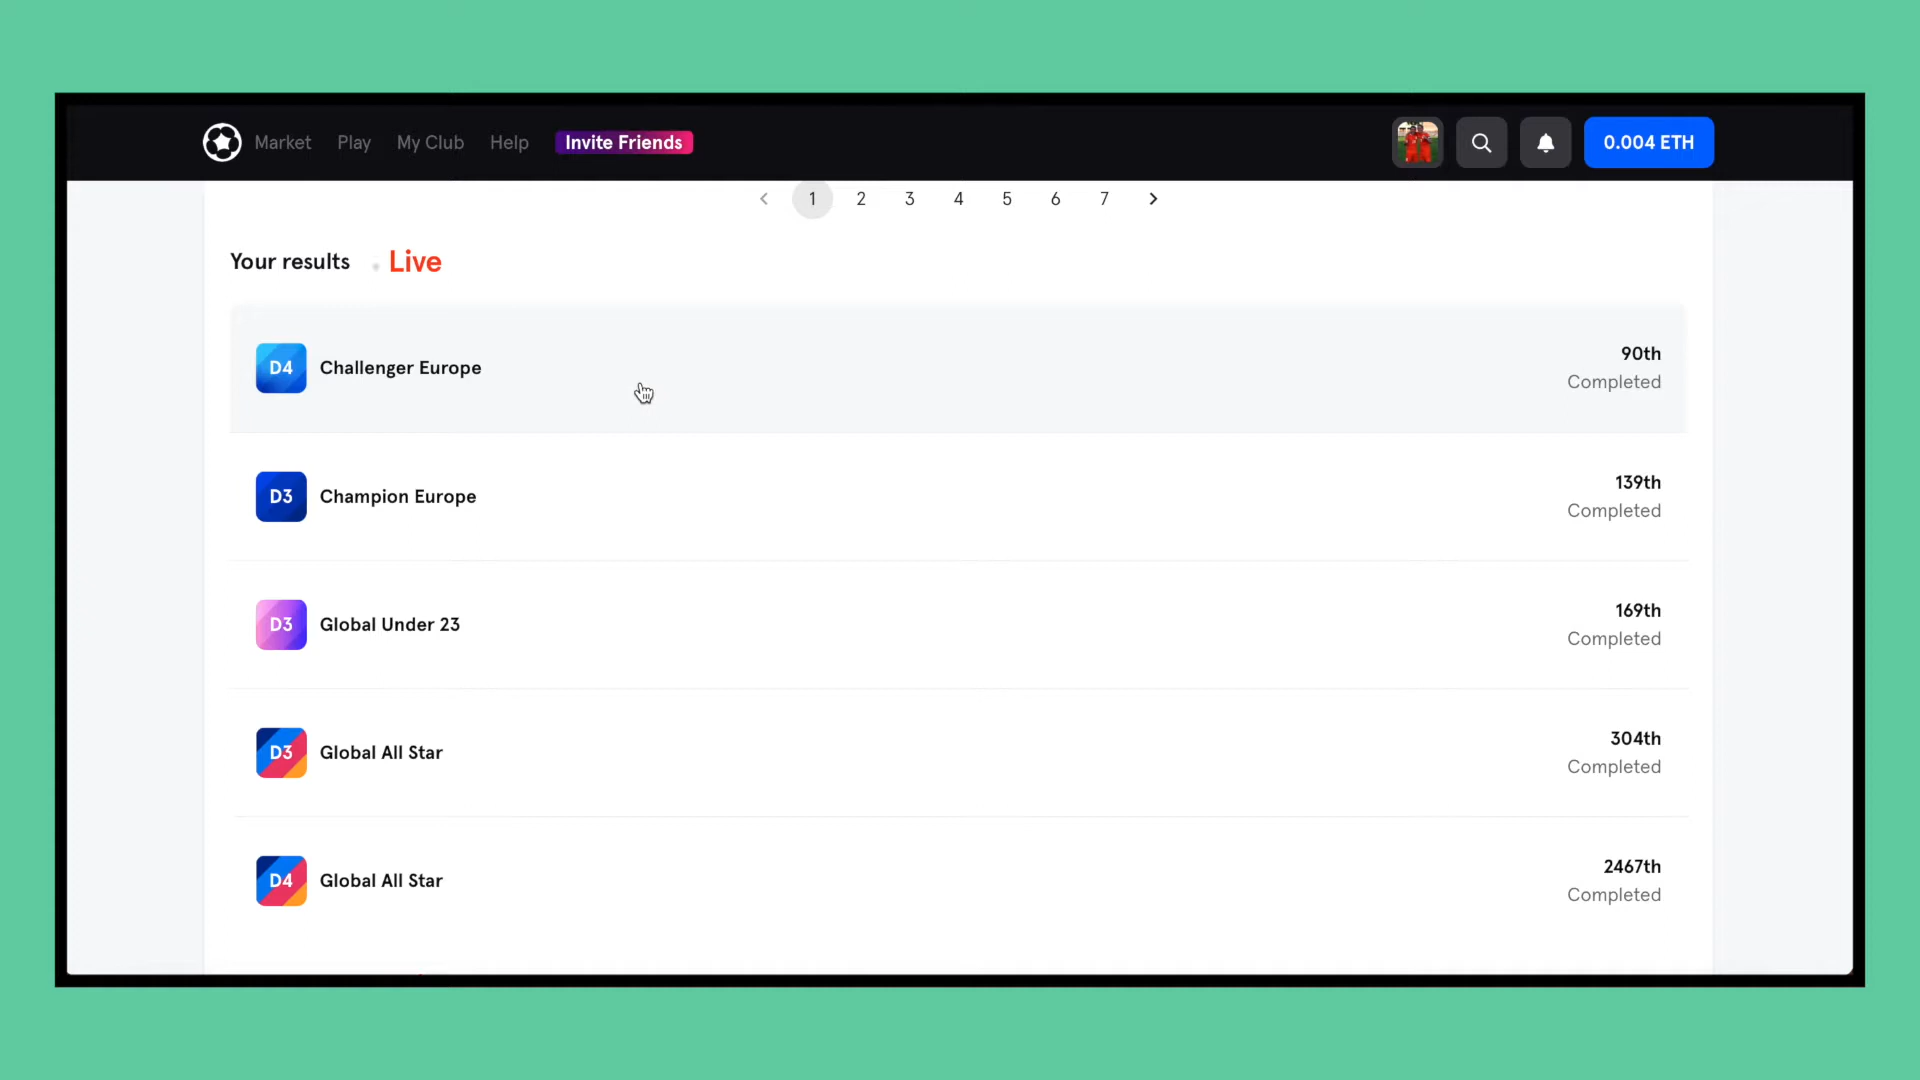 Market Play My Club Help Invite Friends 0.004 ETH
1 2 3 4 5 6 7
Your results Live
D4 Challenger Europe 90th
Completed
D3 Champion Europe 139th
Completed
D3 Global Under 23 169th
Completed
D3 Global All Star 304th
Completed
D4 Global All Star 2467th
Completed